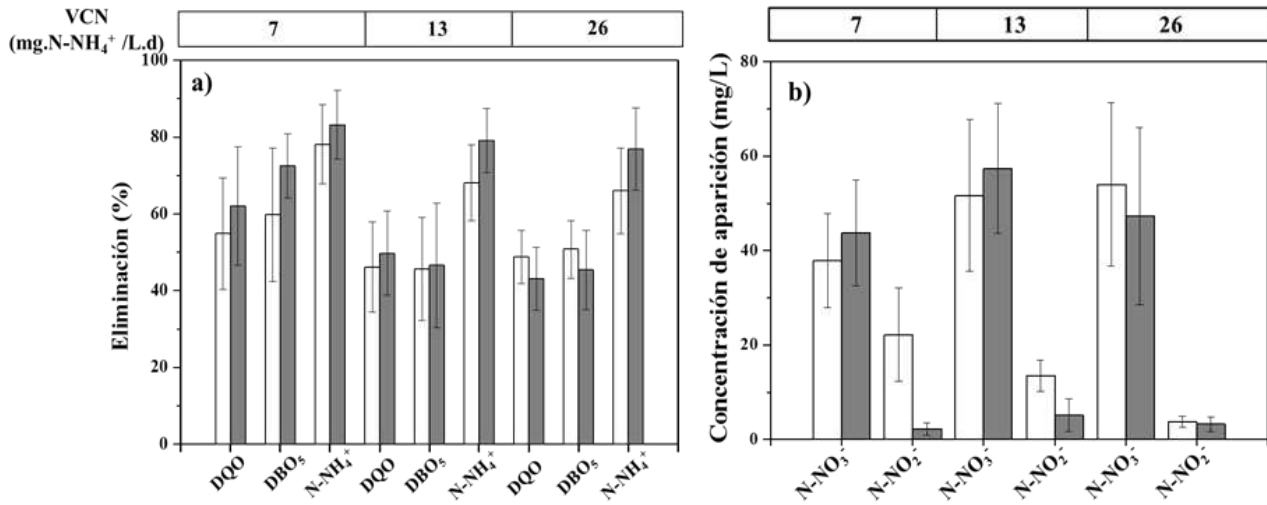 VCN
(mg.N-NH₄⁺ /L.d)
7
13
26
a)
Eliminación (%)
100
80
60
40
20
0
DQO
DBO₅
N-NH₄⁺
DQO
DBO₅
N-NH₄⁺
DQO
DBO₅
N-NH₄⁺
7
13
26
b)
Concentración de aparición (mg/L)
80
60
40
20
0
N-NO₃⁻
N-NO₂⁻
N-NO₃⁻
N-NO₂⁻
N-NO₃⁻
N-NO₂⁻